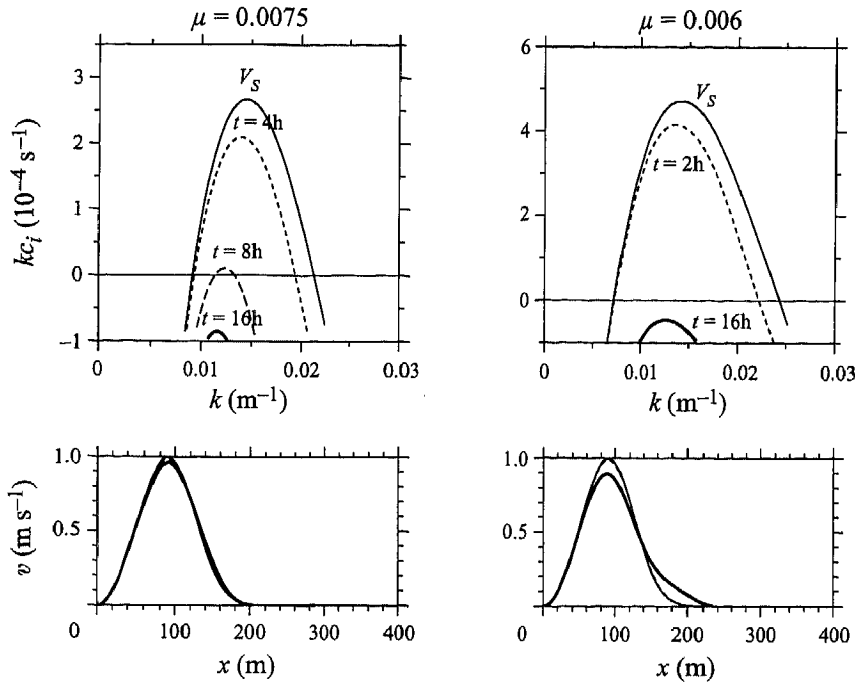 μ = 0.0075
μ = 0.006
kc_i (10⁻⁴ s⁻¹)
3
2
1
0
−1
V_S
t = 4h
t = 8h
t = 16h
0
0.01
0.02
0.03
k (m⁻¹)
6
4
2
0
V_S
t = 2h
t = 16h
0
0.01
0.02
0.03
k (m⁻¹)
v (m s⁻¹)
1.0
0.5
0
100
200
300
400
x (m)
1.0
0.5
0
100
200
300
400
x (m)